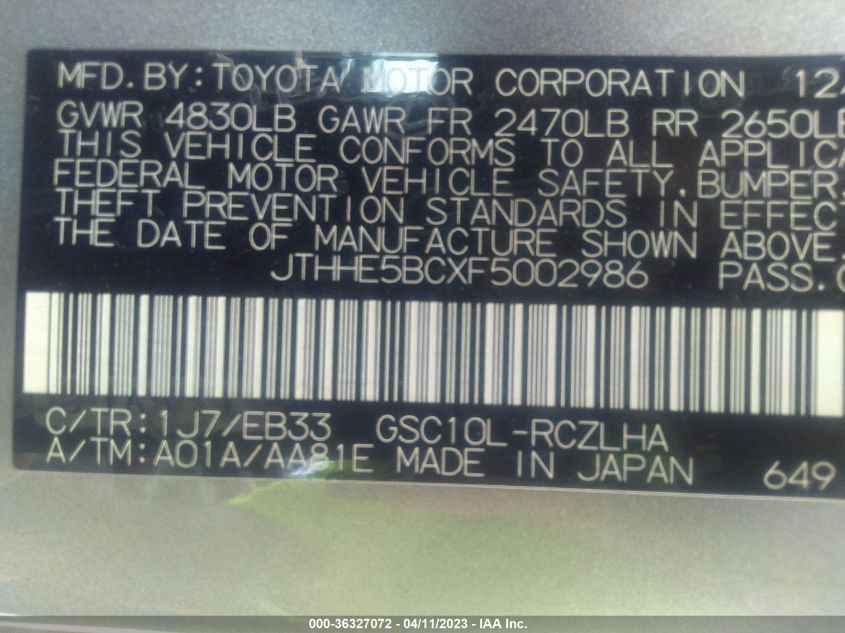 MFD. BY: TOYOTA MOTOR CORPORATION 12
GVWR 4830LB GAWR FR 2470LB RR 2650LB
THIS VEHICLE CONFORMS TO ALL APPLICA
FEDERAL MOTOR VEHICLE SAFETY, BUMPER,
THEFT PREVENTION STANDARDS IN EFFECT
THE DATE OF MANUFACTURE SHOWN ABOVE.
JTHHE5BCXF5002986 PASS.
C/TR: 1J7/EB33 GSC10L-RCZLHA
A/TM: A01A/AA81E MADE IN JAPAN 649
000-36327072 - 04/11/2023 - IAA Inc.